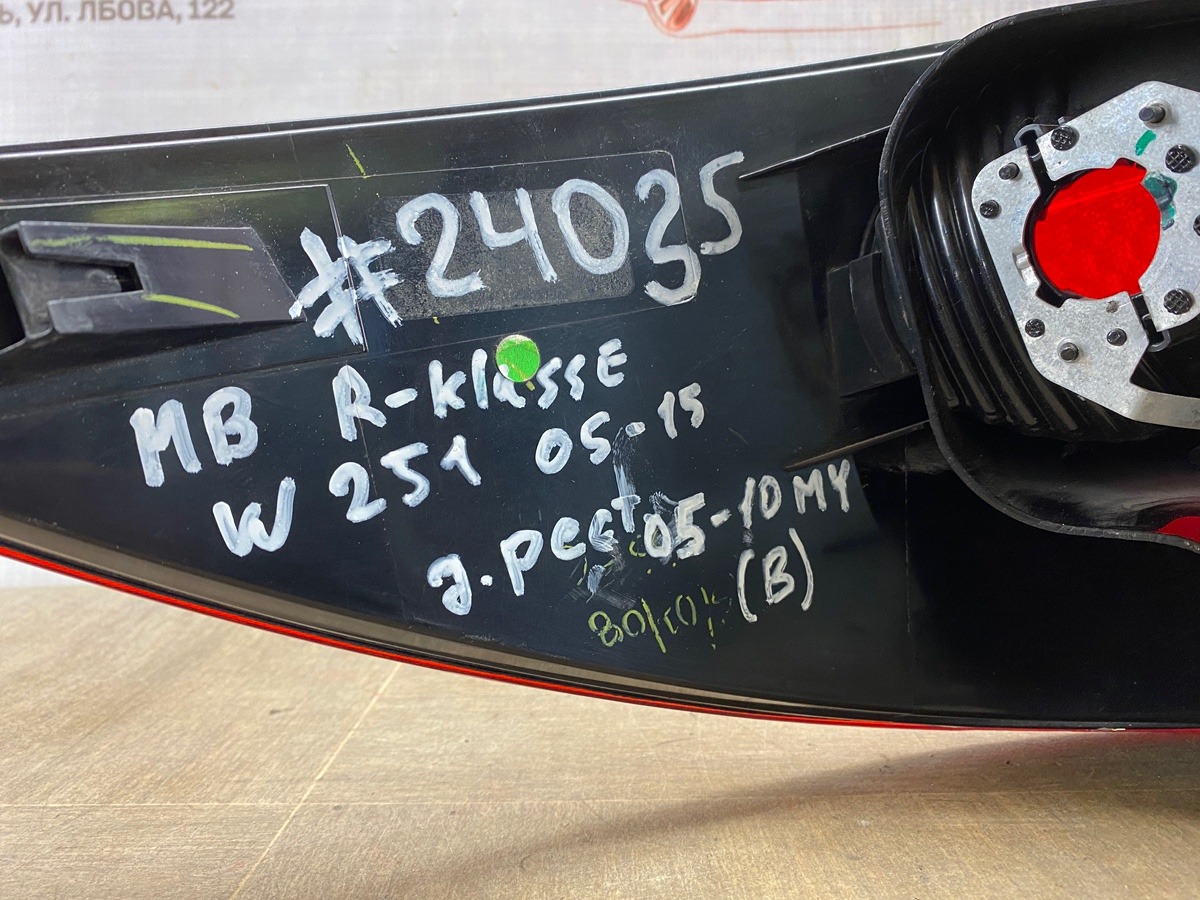 Ь, УЛ. ЛБОВА, 122
#24035
MB R-klassE
W 251 05-15
д.рест 05-10 MY
(B)